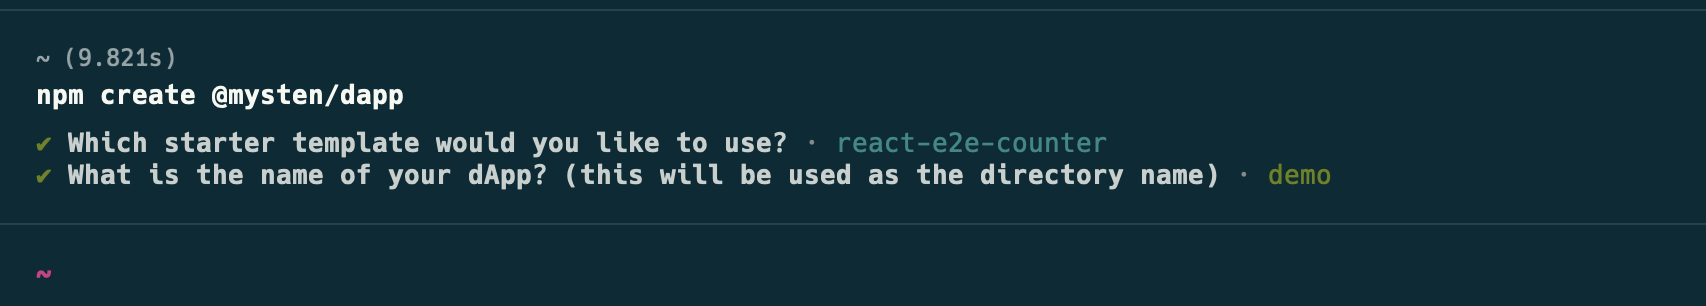 ~ (9.821s)
npm create @mysten/dapp
✔ Which starter template would you like to use? · react-e2e-counter
✔ What is the name of your dApp? (this will be used as the directory name) · demo
~